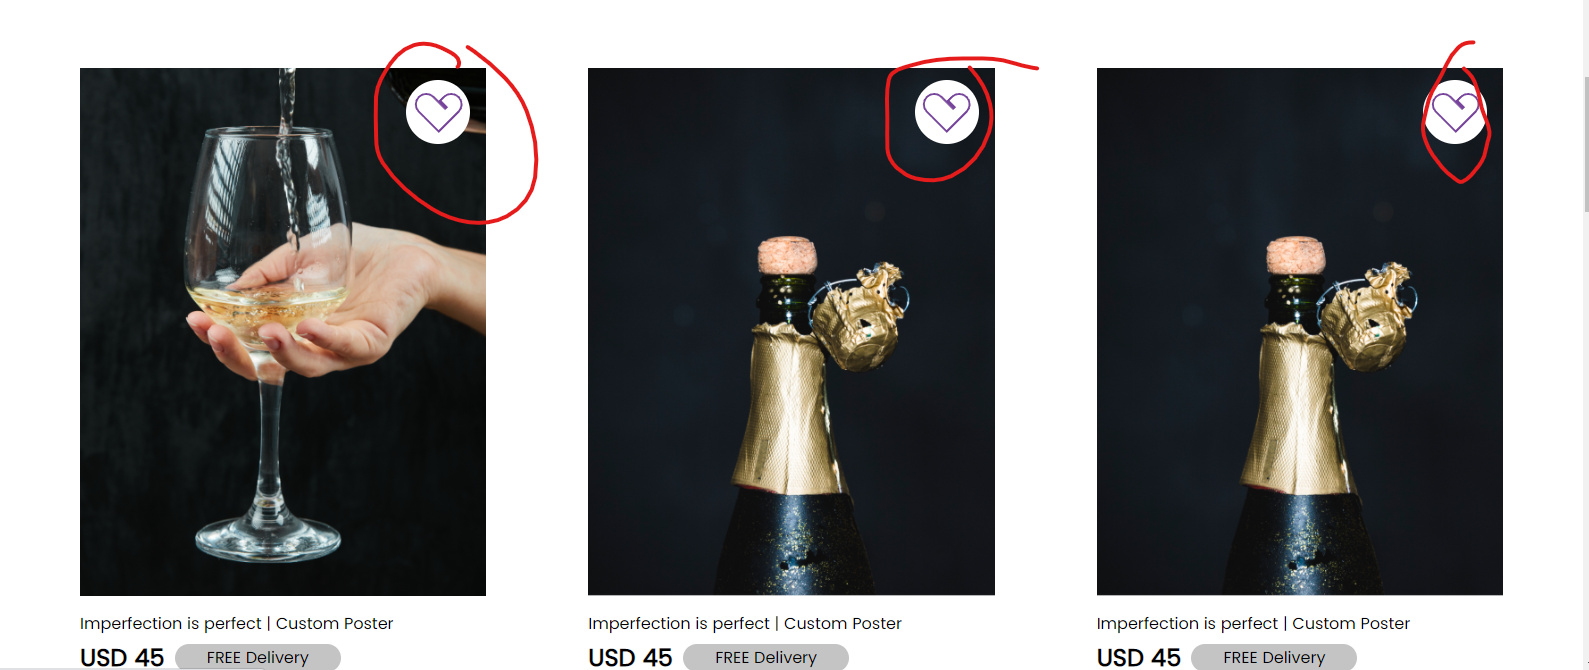 Imperfection is perfect | Custom Poster
USD 45 FREE Delivery
Imperfection is perfect | Custom Poster
USD 45 FREE Delivery
Imperfection is perfect | Custom Poster
USD 45 FREE Delivery